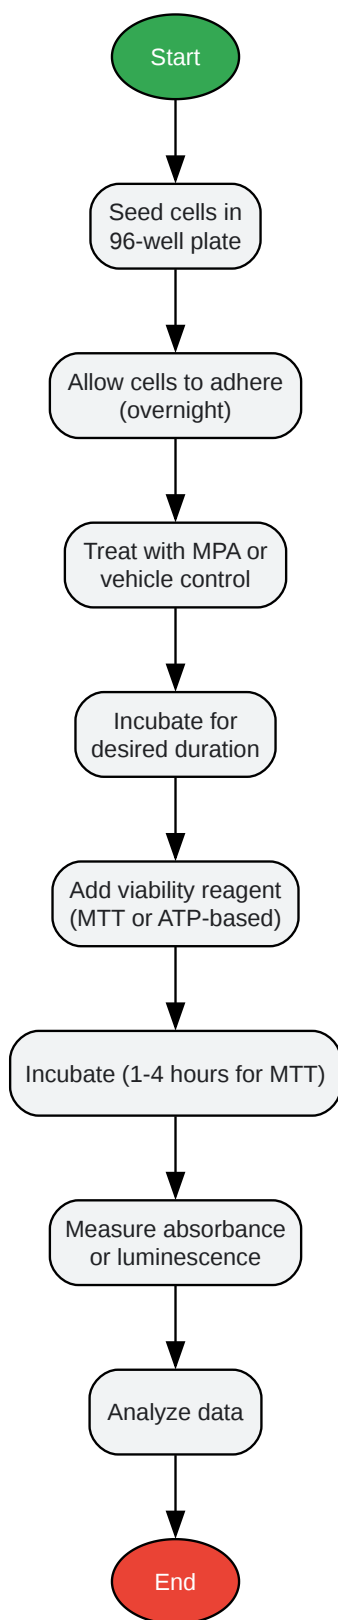 Start
Seed cells in
96-well plate
Allow cells to adhere
(overnight)
Treat with MPA or
vehicle control
Incubate for
desired duration
Add viability reagent
(MTT or ATP-based)
Incubate (1-4 hours for MTT)
Measure absorbance
or luminescence
Analyze data
End